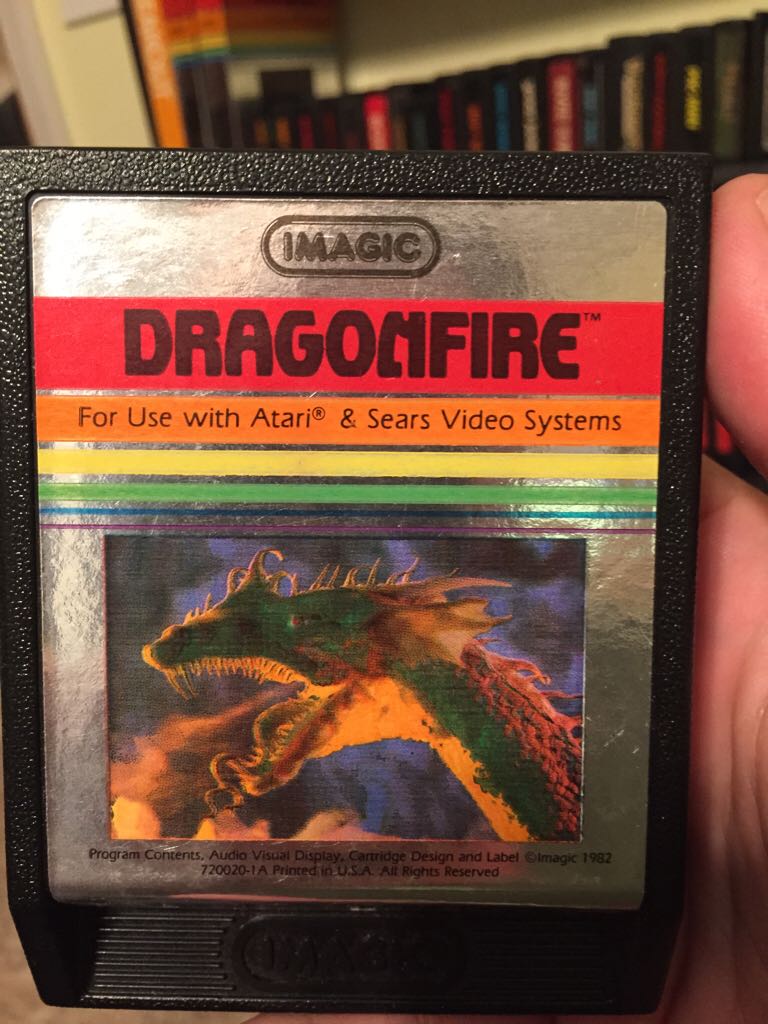 IMAGIC
DRAGONFIRE™
For Use with Atari® & Sears Video Systems
Program Contents, Audio Visual Display, Cartridge Design and Label ©Imagic 1982
720020-1A Printed in U.S.A. All Rights Reserved
IMAGIC